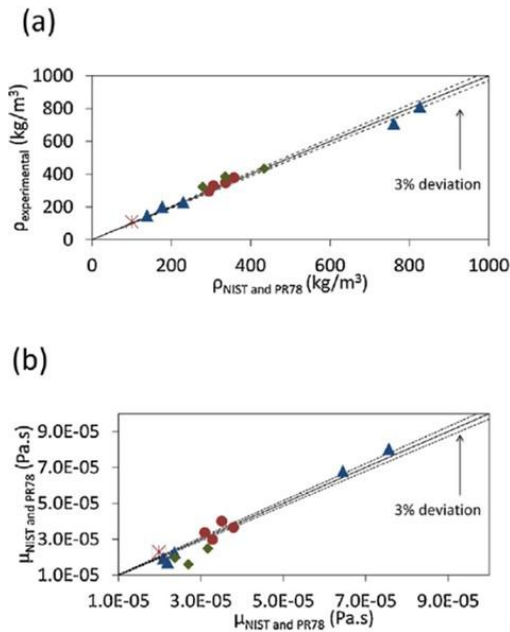 (a)
1000
800
600
400
200
0
ρexperimental (kg/m³)
3% deviation
0 200 400 600 800 1000
ρNIST and PR78 (kg/m³)
(b)
9.0E-05
7.0E-05
5.0E-05
3.0E-05
1.0E-05
μNIST and PR78 (Pa.s)
3% deviation
1.0E-05 3.0E-05 5.0E-05 7.0E-05 9.0E-05
μNIST and PR78 (Pa.s)